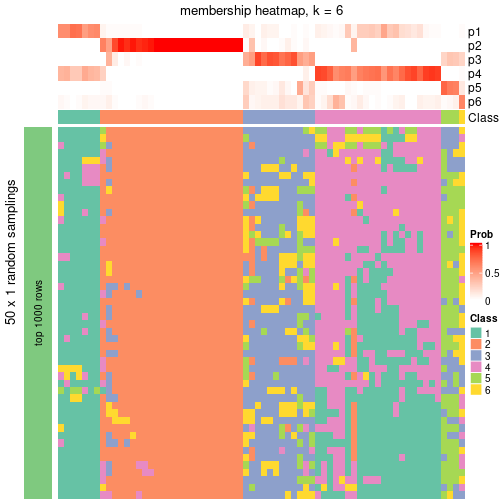 membership heatmap, k = 6
p1
p2
p3
p4
p5
p6
Class
50 x 1 random samplings
top 1000 rows
Prob
1
0.5
0
Class
1
2
3
4
5
6